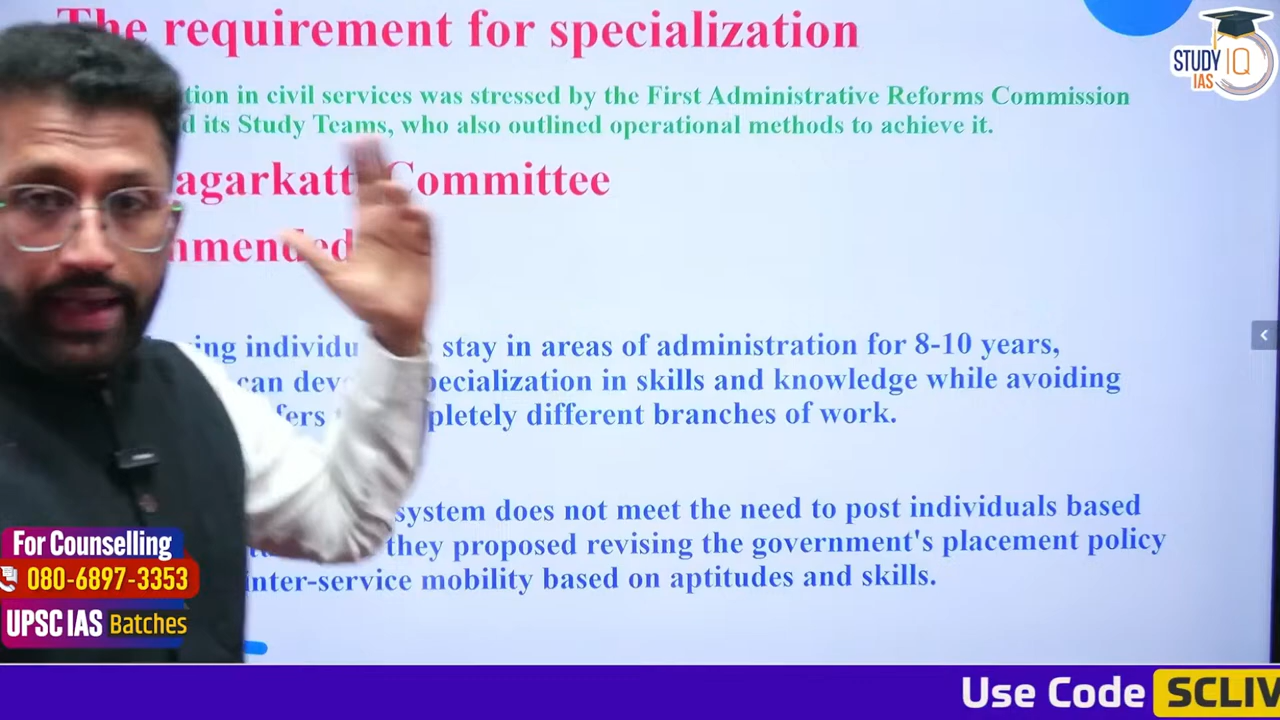 The requirement for specialization
tion in civil services was stressed by the First Administrative Reforms Commission
d its Study Teams, who also outlined operational methods to achieve it.
agarkatt Committee
mmended
ing individu stay in areas of administration for 8-10 years,
can dev pecialization in skills and knowledge while avoiding
fers pletely different branches of work.
system does not meet the need to post individuals based
they proposed revising the government's placement policy
inter-service mobility based on aptitudes and skills.
STUDY IQ
IAS
For Counselling
080-6897-3353
UPSC IAS Batches
Use Code SCLIV